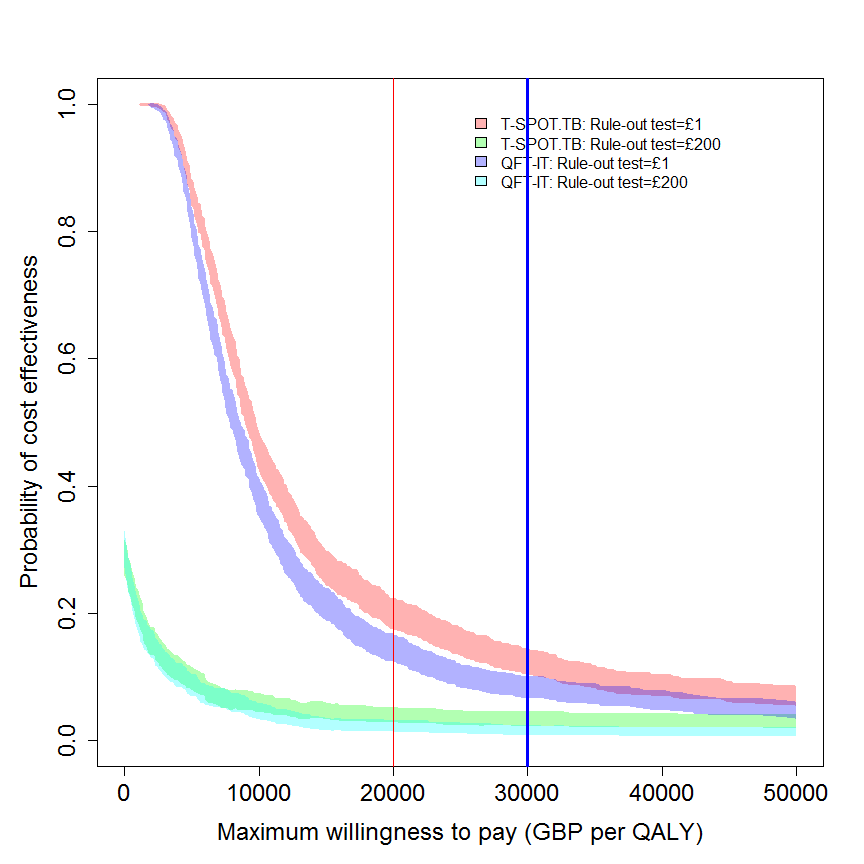 1.0
0.8
0.6
0.4
0.2
0.0
Probability of cost effectiveness
T-SPOT.TB: Rule-out test=£1
T-SPOT.TB: Rule-out test=£200
QFT-IT: Rule-out test=£1
QFT-IT: Rule-out test=£200
0 10000 20000 30000 40000 50000
Maximum willingness to pay (GBP per QALY)